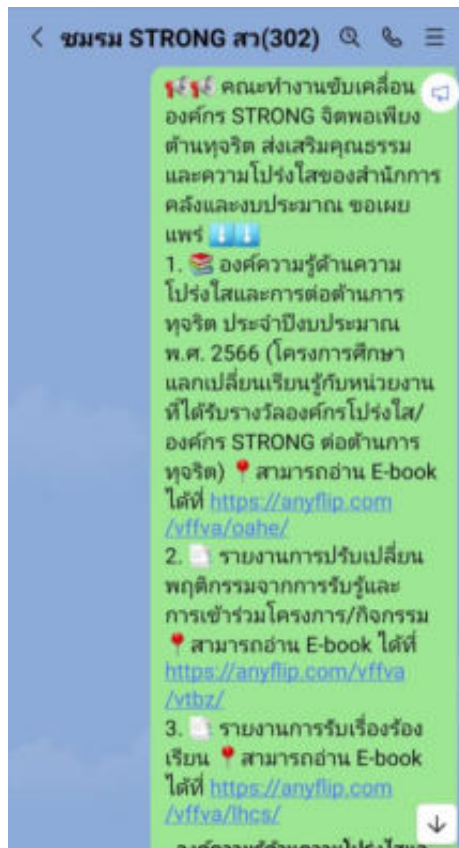 ชมรม STRONG สว(302)
📢📢 คณะทำงานขับเคลื่อน
องค์กร STRONG จิตพอเพียง
ต้านทุจริต ส่งเสริมคุณธรรม
และความโปร่งใสของสำนักการ
คลังและงบประมาณ ขอเผย
แพร่ ⬇️⬇️
1. 📚 องค์ความรู้ด้านความ
โปร่งใสและการต่อต้านการ
ทุจริต ประจำปีงบประมาณ
พ.ศ. 2566 (โครงการศึกษา
แลกเปลี่ยนเรียนรู้กับหน่วยงาน
ที่ได้รับรางวัลองค์กรโปร่งใส/
องค์กร STRONG ต่อต้านการ
ทุจริต) 📍 สามารถอ่าน E-book
ได้ที่ https://anyflip.com
/vffva/oahe/
2. 📄 รายงานการปรับเปลี่ยน
พฤติกรรมจากการรับรู้และ
การเข้าร่วมโครงการ/กิจกรรม
📍 สามารถอ่าน E-book ได้ที่
https://anyflip.com/vffva
/vtbz/
3. 📄 รายงานการรับเรื่องร้อง
เรียน 📍 สามารถอ่าน E-book
ได้ที่ https://anyflip.com
/vffva/lhcs/